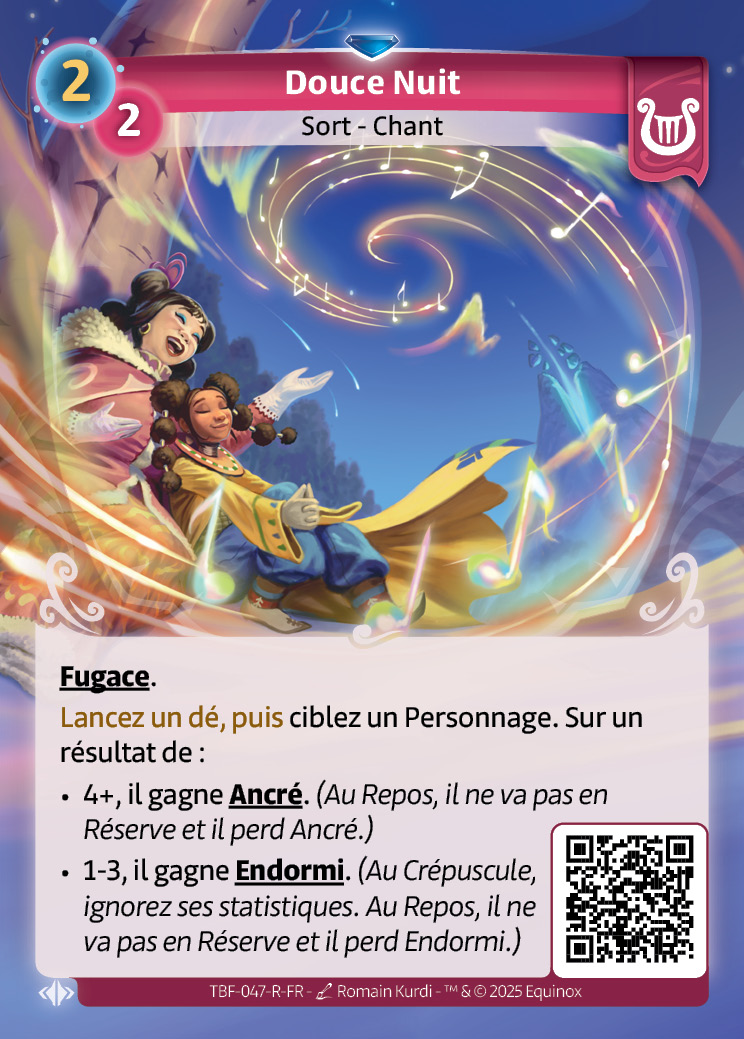 2
Douce Nuit
2
Sort - Chant
Fugace.
Lancez un dé, puis ciblez un Personnage. Sur un
résultat de :
• 4+, il gagne Ancré. (Au Repos, il ne va pas en
Réserve et il perd Ancré.)
• 1-3, il gagne Endormi. (Au Crépuscule,
ignorez ses statistiques. Au Repos, il ne
va pas en Réserve et il perd Endormi.)
TBF-047-R-FR - Romain Kurdi - ™ & © 2025 Equinox